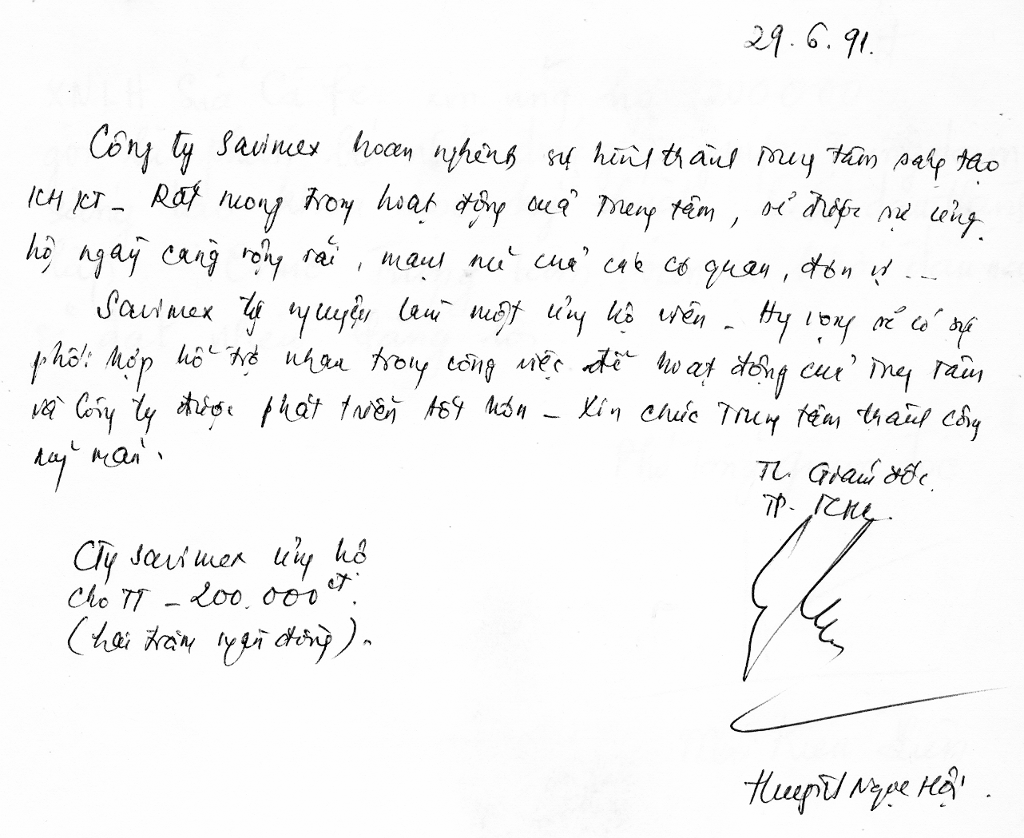 29.6.91.
Công ty Savimex hoan nghênh sự hình thành Trung tâm sáng tạo
KHKT - Rất mong trong hoạt động của Trung tâm, sẽ được sự ủng
hộ ngày càng rộng rãi, mạnh mẽ của các cơ quan, đơn vị ...
Savimex tự nguyện làm một ủng hộ viên - Hy vọng sẽ có sự
phối hợp hỗ trợ nhau trong công việc để hoạt động của Trung tâm
và Công ty được phát triển tốt hơn - Xin chúc Trung tâm thành công
mỹ mãn.
TL. Giám đốc.
TP. KHL
Cty Savimex ủng hộ
cho TT - 200.000đ.
(hai trăm ngàn đồng).
Huỳnh Ngọc Hội.